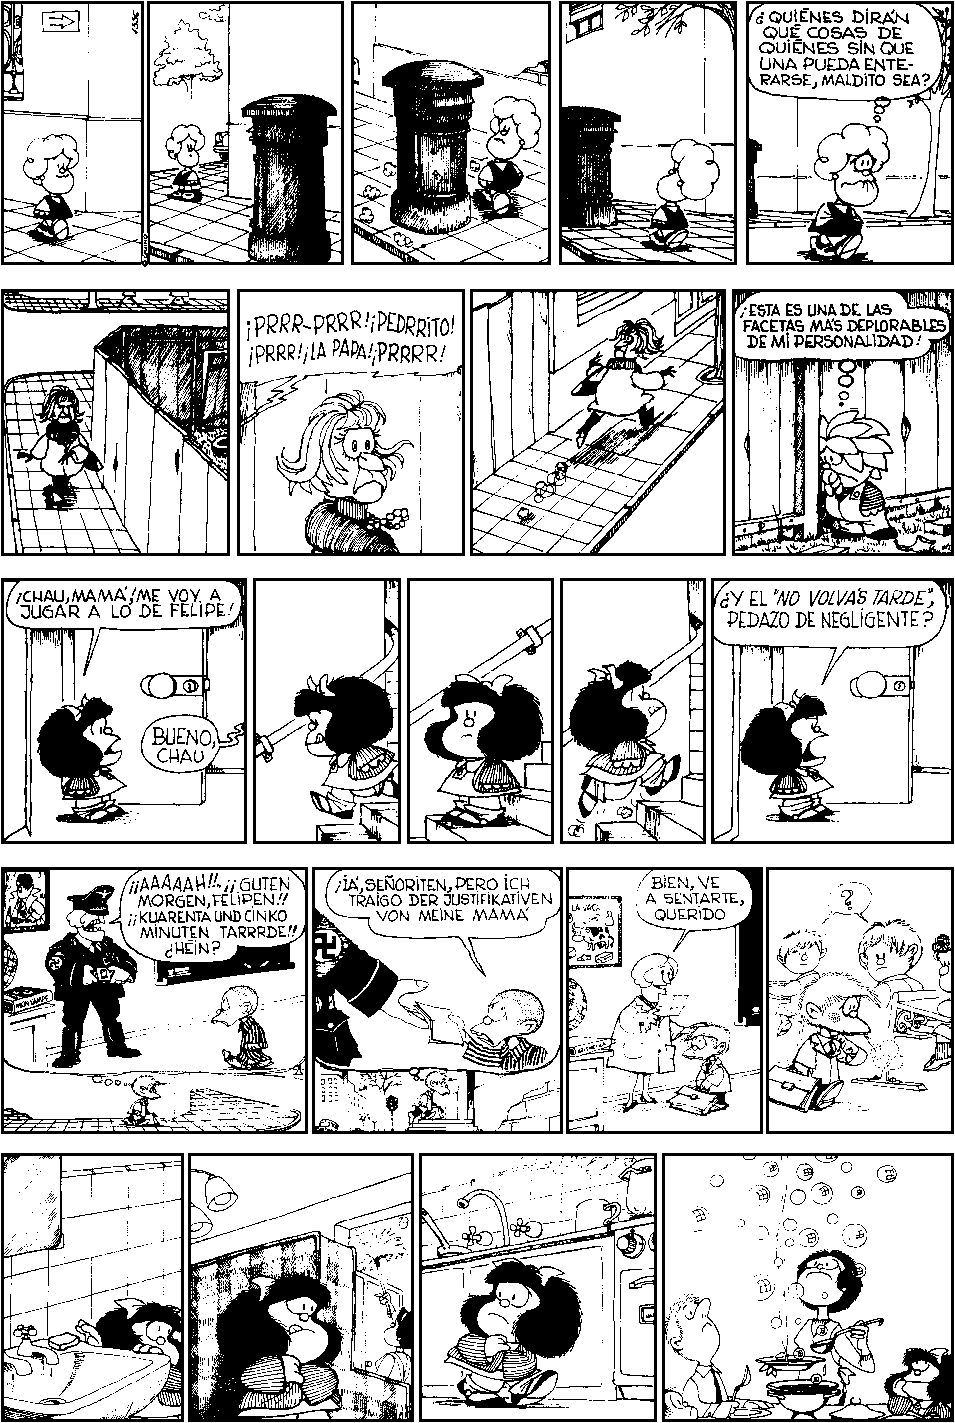 ¿QUIÉNES DIRÁN
QUÉ COSAS DE
QUIÉNES SIN QUE
UNA PUEDA ENTE-
RARSE, MALDITO SEA?
¡PRRR-PRRR!¡PEDRRITO!
¡PRRR!¡LA PAPA!¡PRRRR!
¡ESTA ES UNA DE LAS
FACETAS MÁS DEPLORABLES
DE MI PERSONALIDAD!
¡CHAU, MAMÁ!¡ME VOY A
JUGAR A LO DE FELIPE!
BUENO,
CHAU
¿Y EL "NO VOLVÁS TARDE",
PEDAZO DE NEGLIGENTE?
¡¡AAAAAH!!..¡¡GUTEN
MORGEN, FELIPEN!!
¡¡KUARENTA UND CINKO
MINUTEN TARRRDE!!
¿HEIN?
¡IÁ, SEÑORITEN, PERO ICH
TRAIGO DER JUSTIFIKATIVEN
VON MEINE MAMÁ
LA VACA
BIEN, VE
A SENTARTE,
QUERIDO
?